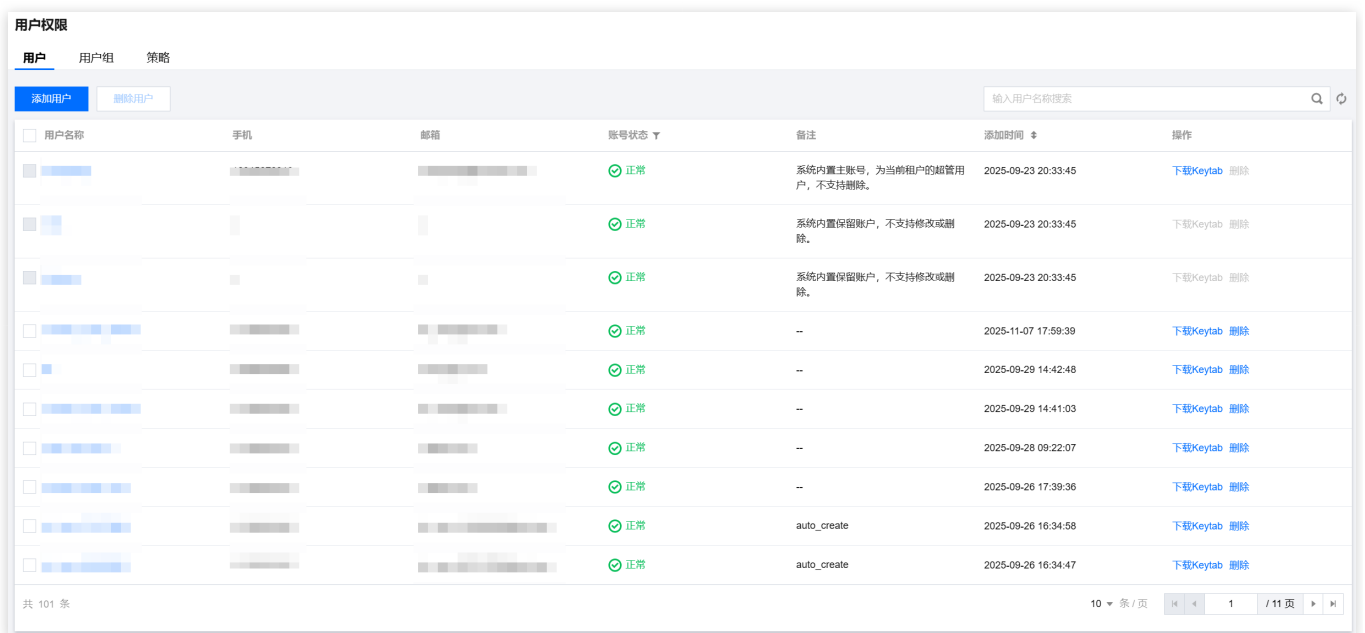 用户权限
用户 用户组 策略
添加用户 删除用户 输入用户名称搜索
用户名称 手机 邮箱 账号状态 备注 添加时间 操作
正常 系统内置主账号，为当前租户的超管用 2025-09-23 20:33:45 下载Keytab 删除
户，不支持删除。
正常 系统内置保留账户，不支持修改或删 2025-09-23 20:33:45 下载Keytab 删除
除。
正常 系统内置保留账户，不支持修改或删 2025-09-23 20:33:45 下载Keytab 删除
除。
正常 -- 2025-11-07 17:59:39 下载Keytab 删除
正常 -- 2025-09-29 14:42:48 下载Keytab 删除
正常 -- 2025-09-29 14:41:03 下载Keytab 删除
正常 -- 2025-09-28 09:22:07 下载Keytab 删除
正常 -- 2025-09-26 17:39:36 下载Keytab 删除
正常 auto_create 2025-09-26 16:34:58 下载Keytab 删除
正常 auto_create 2025-09-26 16:34:47 下载Keytab 删除
共 101 条 10 条 / 页 1 / 11 页